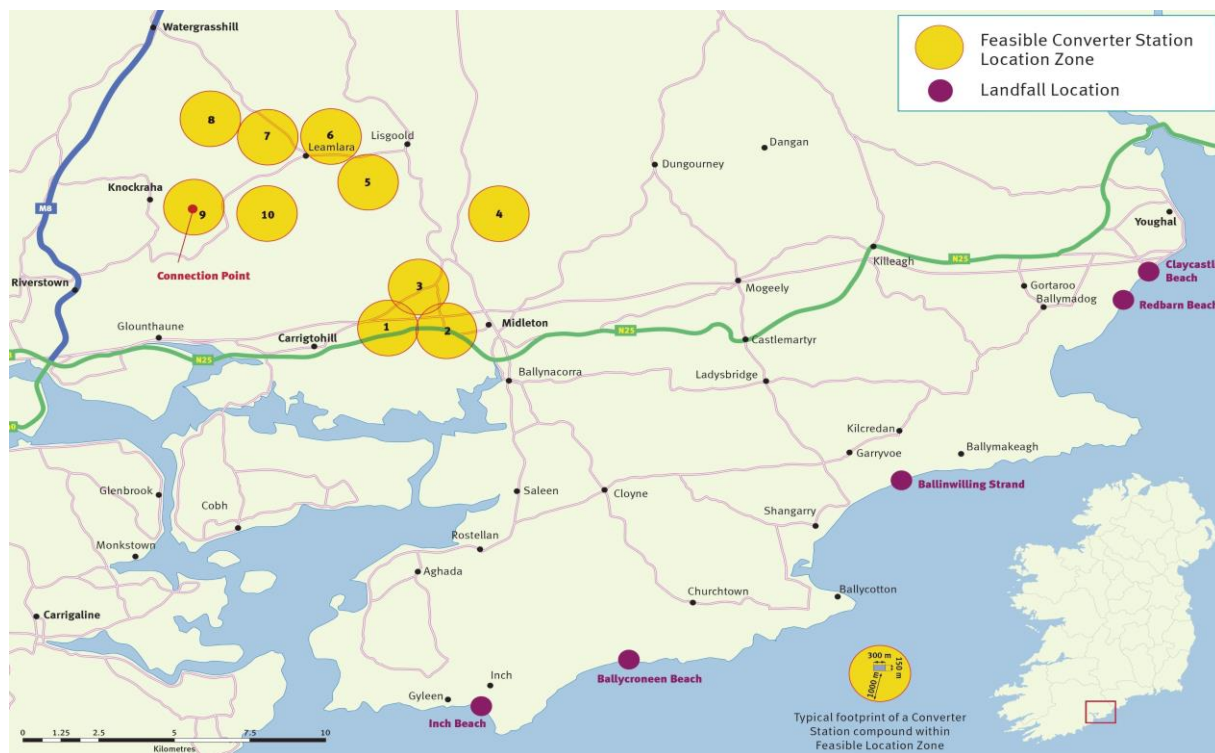 Watergrasshill
Feasible Converter Station
Location Zone
Landfall Location
8
7
6
Leamlara
Lisgoold
Dangan
Dungourney
5
Knockraha
9
10
4
M8
Youghal
Connection Point
Killeagh
N25
Claycastle
Beach
Riverstown
3
Mogeely
Gortaroo
Ballymadog
Redbarn Beach
Glounthaune
1
2
Midleton
N25
Carrigtohill
Castlemartyr
N25
Ballynacorra
Ladysbridge
Kilcredan
Garryvoe
Ballymakeagh
Glenbrook
Saleen
Cloyne
Ballinwilling Strand
Cobh
Shangarry
Monkstown
Rostellan
Aghada
Churchtown
Ballycotton
Carrigaline
300 m
150 m
1000 m
Ballycroneen Beach
Inch
Gyleen
Inch Beach
Typical footprint of a Converter
Station compound within
Feasible Location Zone
0 1.25 2.5 5 7.5 10
Kilometres